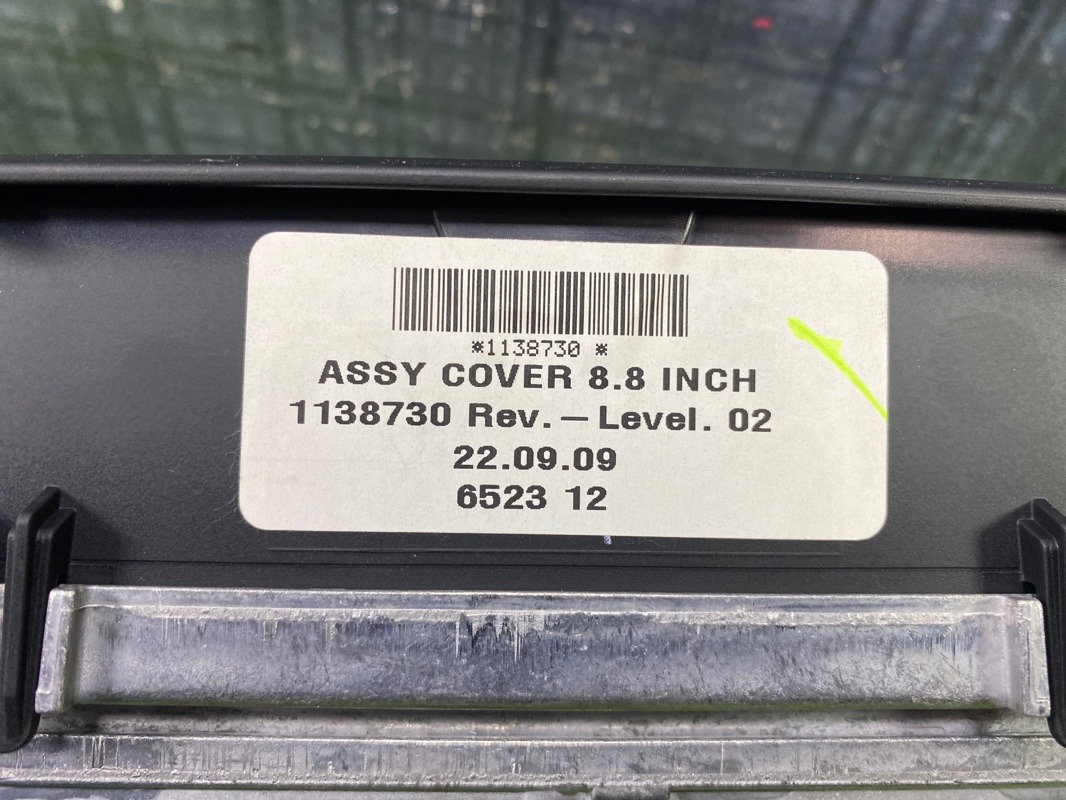 *1138730 *
ASSY COVER 8.8 INCH
1138730 Rev. – Level. 02
22.09.09
6523 12